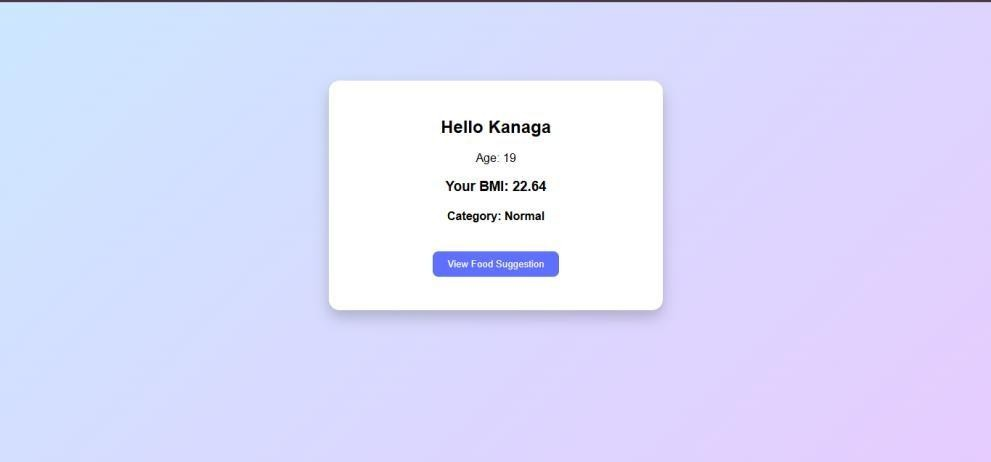 Hello Kanaga
Age: 19
Your BMI: 22.64
Category: Normal
View Food Suggestion